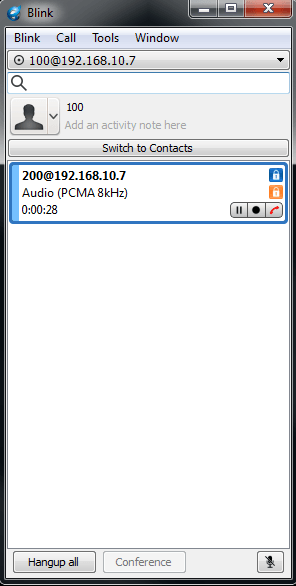 Blink
Blink Call Tools Window
100@192.168.10.7
100
Add an activity note here
Switch to Contacts
200@192.168.10.7
Audio (PCMA 8kHz)
0:00:28
Hangup all Conference